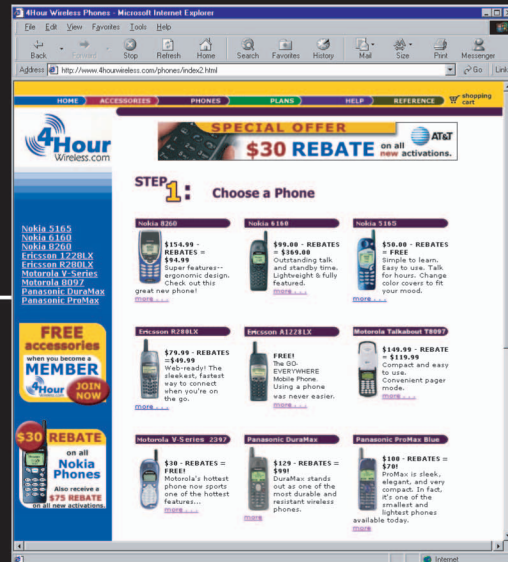 4Hour Wireless Phones - Microsoft Internet Explorer
File Edit View Favorites Tools Help
Back Forward Stop Refresh Home Search Favorites History Mail Size Print Messenger
Address http://www.4hourwireless.com/phones/index2.html Go Link
HOME ACCESSORIES PHONES PLANS HELP REFERENCE shopping
cart
4Hour
Wireless.com
SPECIAL OFFER
$30 REBATE on all
new activations.
AT&T
STEP 1: Choose a Phone
Nokia 5165
Nokia 6160
Nokia 8260
Ericsson 1228LX
Ericsson R280LX
Motorola V-Series
Motorola 8097
Panasonic DuraMax
Panasonic ProMax
FREE
accessories
when you become a
MEMBER
4Hour
JOIN
NOW
$30 REBATE
on all
Nokia
Phones
Also receive a
$75 REBATE
on all new activations.
Nokia 8260
$154.99 -
REBATES =
$94.99
Super features--
ergonomic design.
Check out this
great new phone!
more . . .
Nokia 6160
$99.00 - REBATES
= $369.00
Outstanding talk
and standby time.
Lightweight & fully
featured.
more . . .
Nokia 5165
$50.00 - REBATES
= FREE
Simple to learn.
Easy to use. Talk
for hours. Change
color covers to fit
your mood.
more . . .
Ericsson R280LX
$79.99 - REBATES
=$49.99
Web-ready! The
sleekest, fastest
way to connect
when you're on
the go.
more . . .
Ericsson A1228LX
FREE!
The GO-
EVERYWHERE
Mobile Phone.
Using a phone
was never easier.
more . . .
Motorola Talkabout T8097
$149.99 - REBATE
= $119.99
Compact and easy
to use.
Convenient pager
mode.
more . . .
Motorola V-Series 2397
$30 - REBATES =
FREE!
Motorola's hottest
phone now sports
one of the hottest
features...
more . . .
Panasonic DuraMax
$129 - REBATES =
$99!
DuraMax stands
out as one of the
most durable and
resistant wireless
phones.
more
Panasonic ProMax Blue
$100 - REBATES =
$70!
ProMax is sleek,
elegant, and very
compact. In fact,
it's one of the
smallest and
lightest phones
available today.
more
Internet